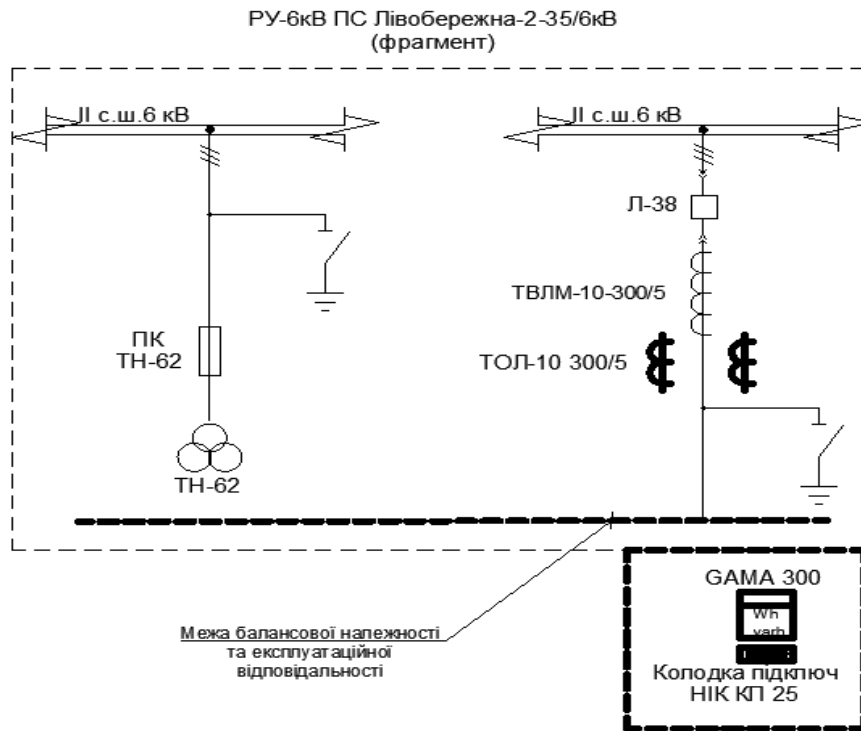 РУ-6кВ ПС Лівобережна-2-35/6кВ
(фрагмент)
ІІ с.ш.6 кВ
ІІ с.ш.6 кВ
Л-38
ТВЛМ-10-300/5
ПК
ТН-62
ТОЛ-10 300/5
ТН-62
GAMA 300
Wh
varh
Межа балансової належності
та експлуатаційної
відповідальності
Колодка підключ
НІК КП 25